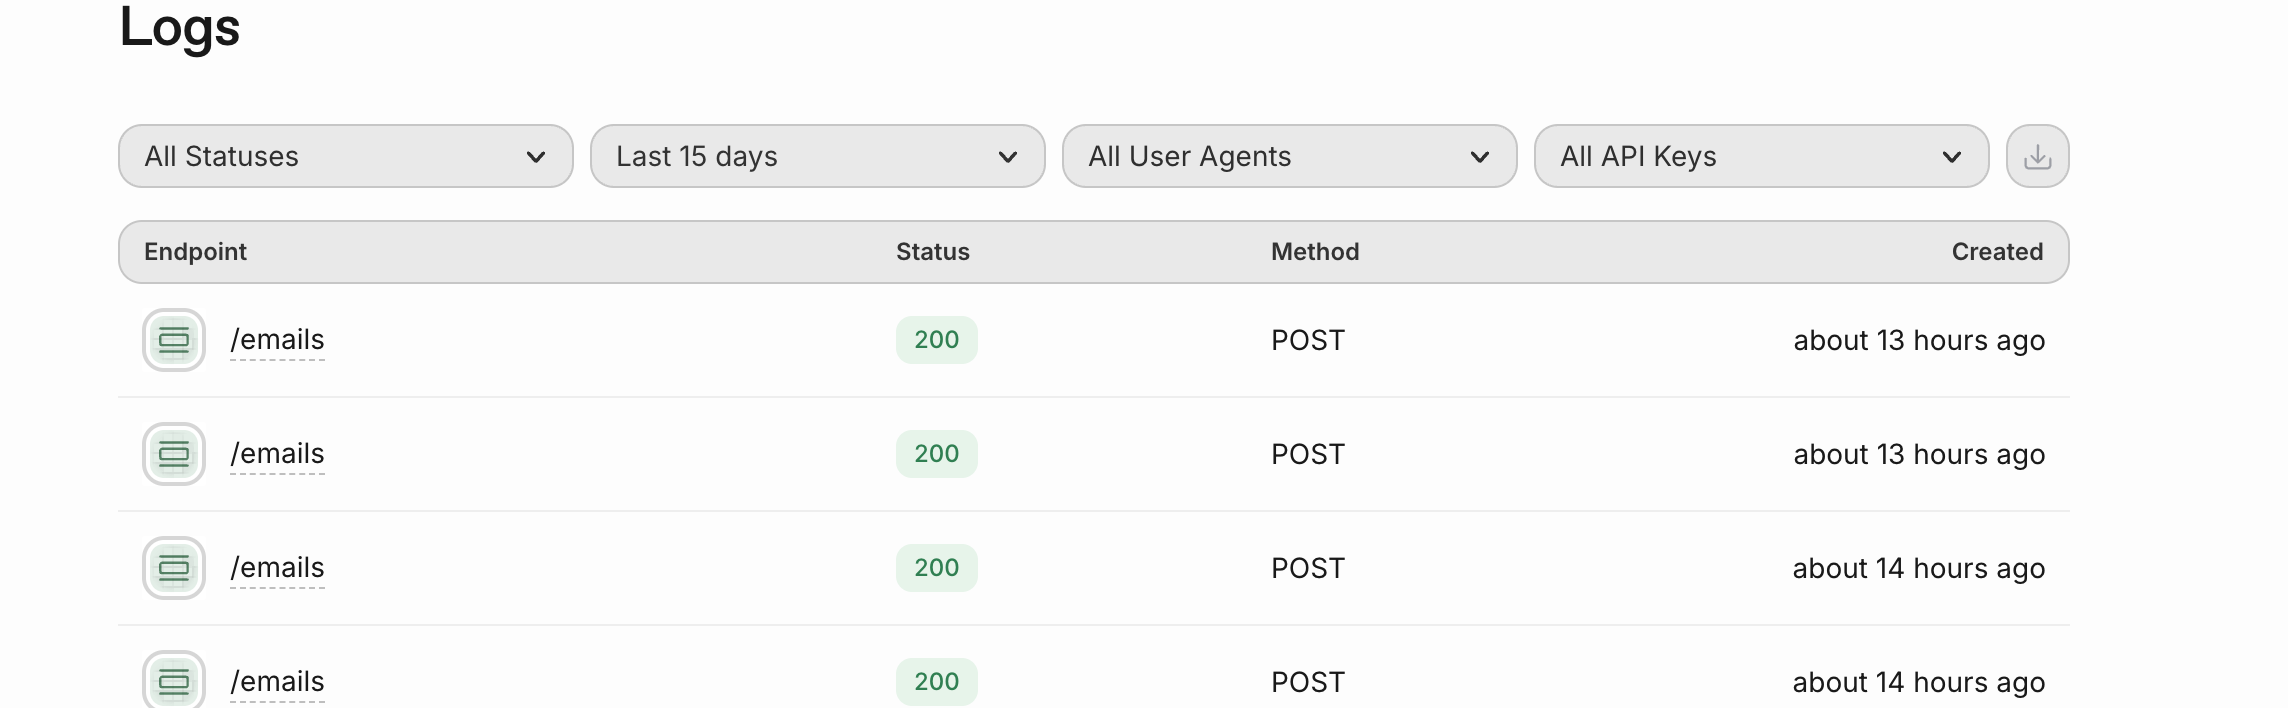 Logs
All Statuses Last 15 days All User Agents All API Keys
Endpoint Status Method Created
/emails 200 POST about 13 hours ago
/emails 200 POST about 13 hours ago
/emails 200 POST about 14 hours ago
/emails 200 POST about 14 hours ago